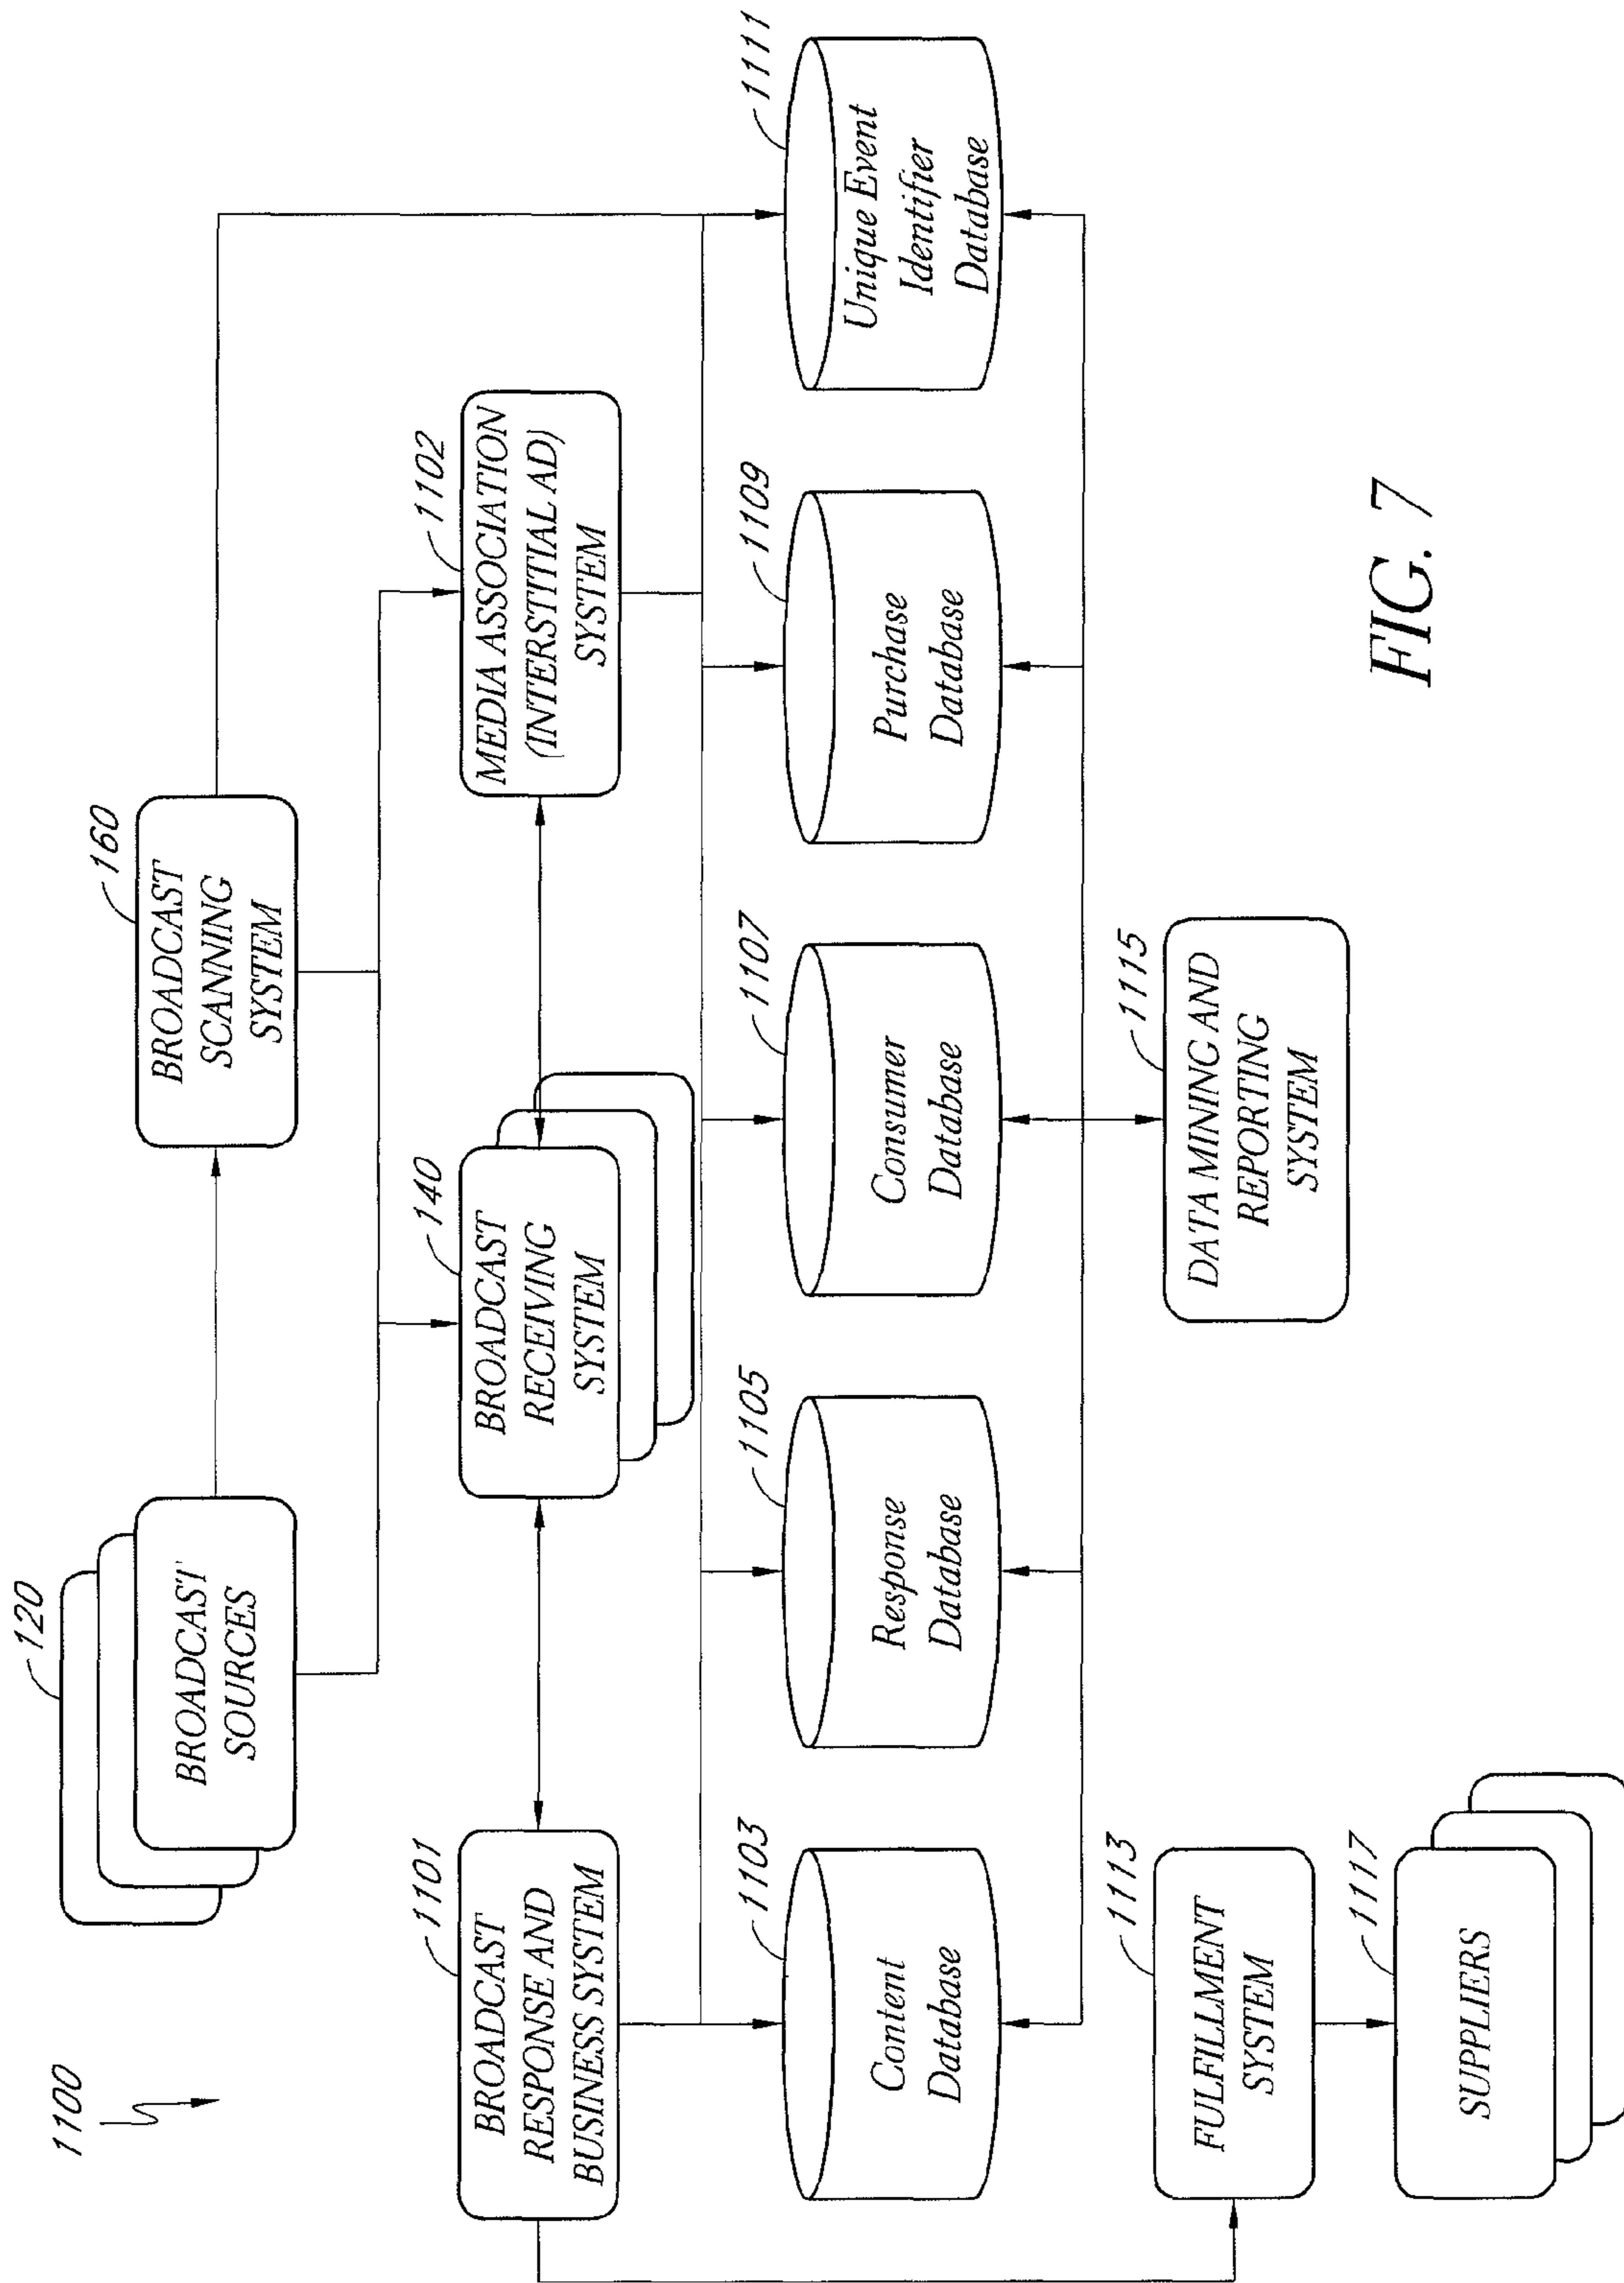 1100
120
BROADCAST
SOURCES
160
BROADCAST
SCANNING
SYSTEM
1101
BROADCAST
RESPONSE AND
BUSINESS SYSTEM
140
BROADCAST
RECEIVING
SYSTEM
1102
MEDIA ASSOCIATION
(INTERSTITIAL AD)
SYSTEM
1103
Content
Database
1105
Response
Database
1107
Consumer
Database
1109
Purchase
Database
1111
Unique Event
Identifier
Database
1113
FULFILLMENT
SYSTEM
1115
DATA MINING AND
REPORTING
SYSTEM
1117
SUPPLIERS
FIG. 7